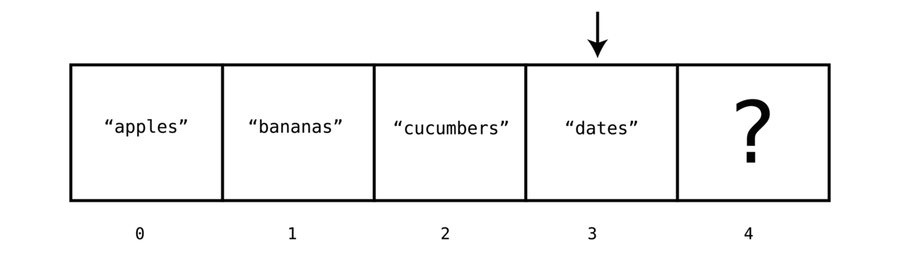 “apples” “bananas” “cucumbers” “dates” ?
0 1 2 3 4